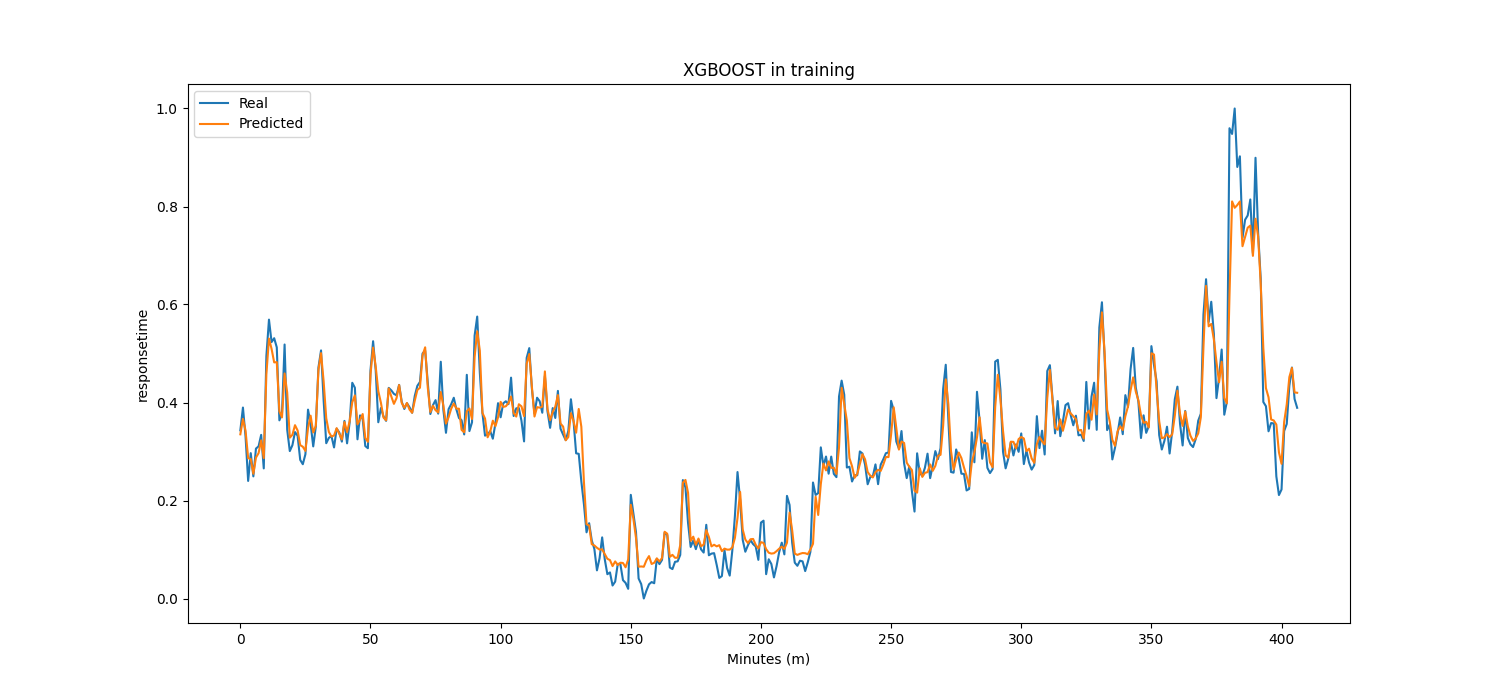 XGBOOST in training
Real
Predicted
responsetime
1.0
0.8
0.6
0.4
0.2
0.0
0 50 100 150 200 250 300 350 400
Minutes (m)